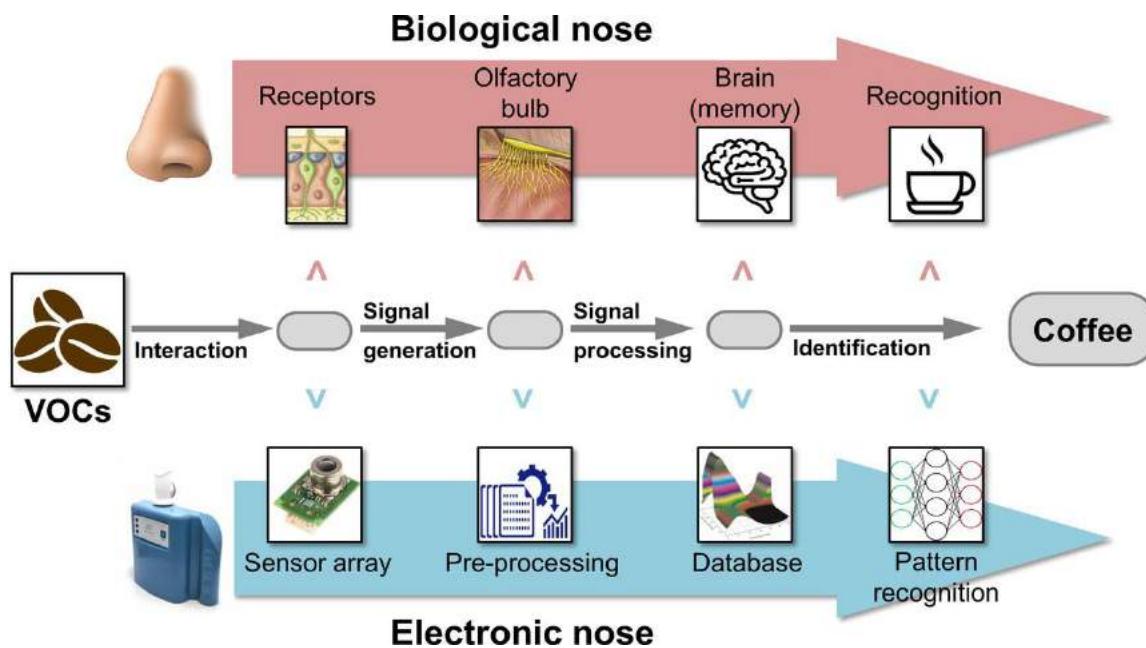 Biological nose
Receptors
Olfactory
bulb
Brain
(memory)
Recognition
VOCs
Interaction
Signal
generation
Signal
processing
Identification
Coffee
Sensor array
Pre-processing
Database
Pattern
recognition
Electronic nose